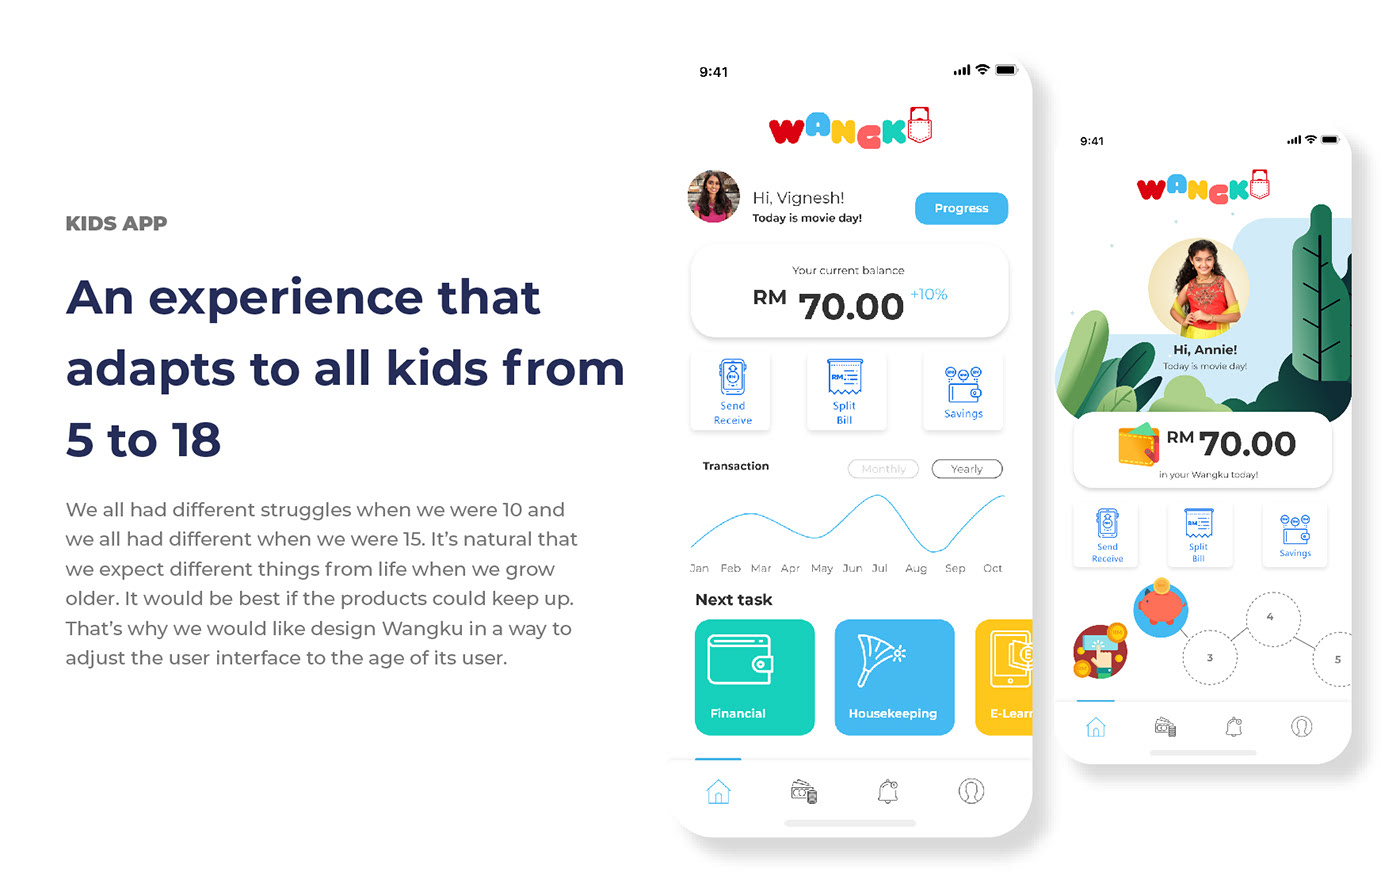 KIDS APP
An experience that
adapts to all kids from
5 to 18
We all had different struggles when we were 10 and
we all had different when we were 15. It's natural that
we expect different things from life when we grow
older. It would be best if the products could keep up.
That's why we would like design Wangku in a way to
adjust the user interface to the age of its user.
9:41
WANGKU
Hi, Vignesh!
Today is movie day!
Progress
Your current balance
RM 70.00 +10%
Send
Receive
RM
Split
Bill
Savings
Transaction
Monthly
Yearly
Jan Feb Mar Apr May Jun Jul Aug Sep Oct
Next task
Financial
Housekeeping
E-Lear
9:41
WANGKU
Hi, Annie!
Today is movie day!
RM 70.00
in your Wangku today!
Send
Receive
RM
Split
Bill
Savings
3
4
5